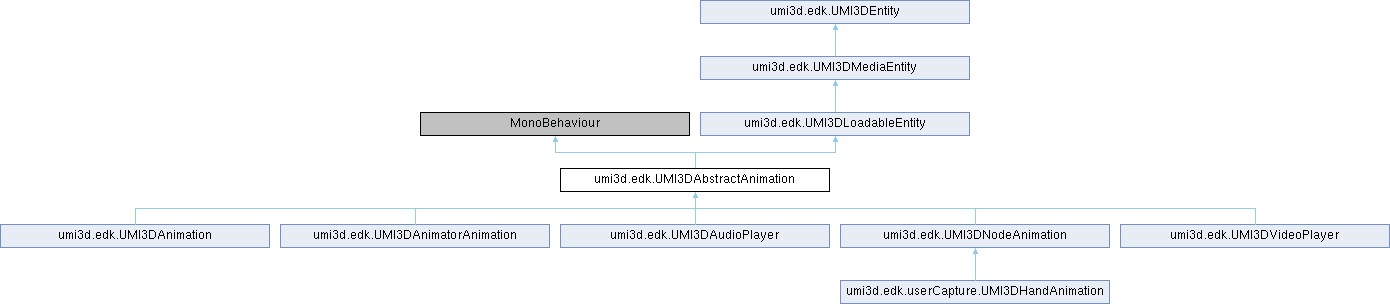 umi3d.edk.UMI3DEntity
umi3d.edk.UMI3DMediaEntity
MonoBehaviour
umi3d.edk.UMI3DLoadableEntity
umi3d.edk.UMI3DAbstractAnimation
umi3d.edk.UMI3DAnimation
umi3d.edk.UMI3DAnimatorAnimation
umi3d.edk.UMI3DAudioPlayer
umi3d.edk.UMI3DNodeAnimation
umi3d.edk.UMI3DVideoPlayer
umi3d.edk.userCapture.UMI3DHandAnimation